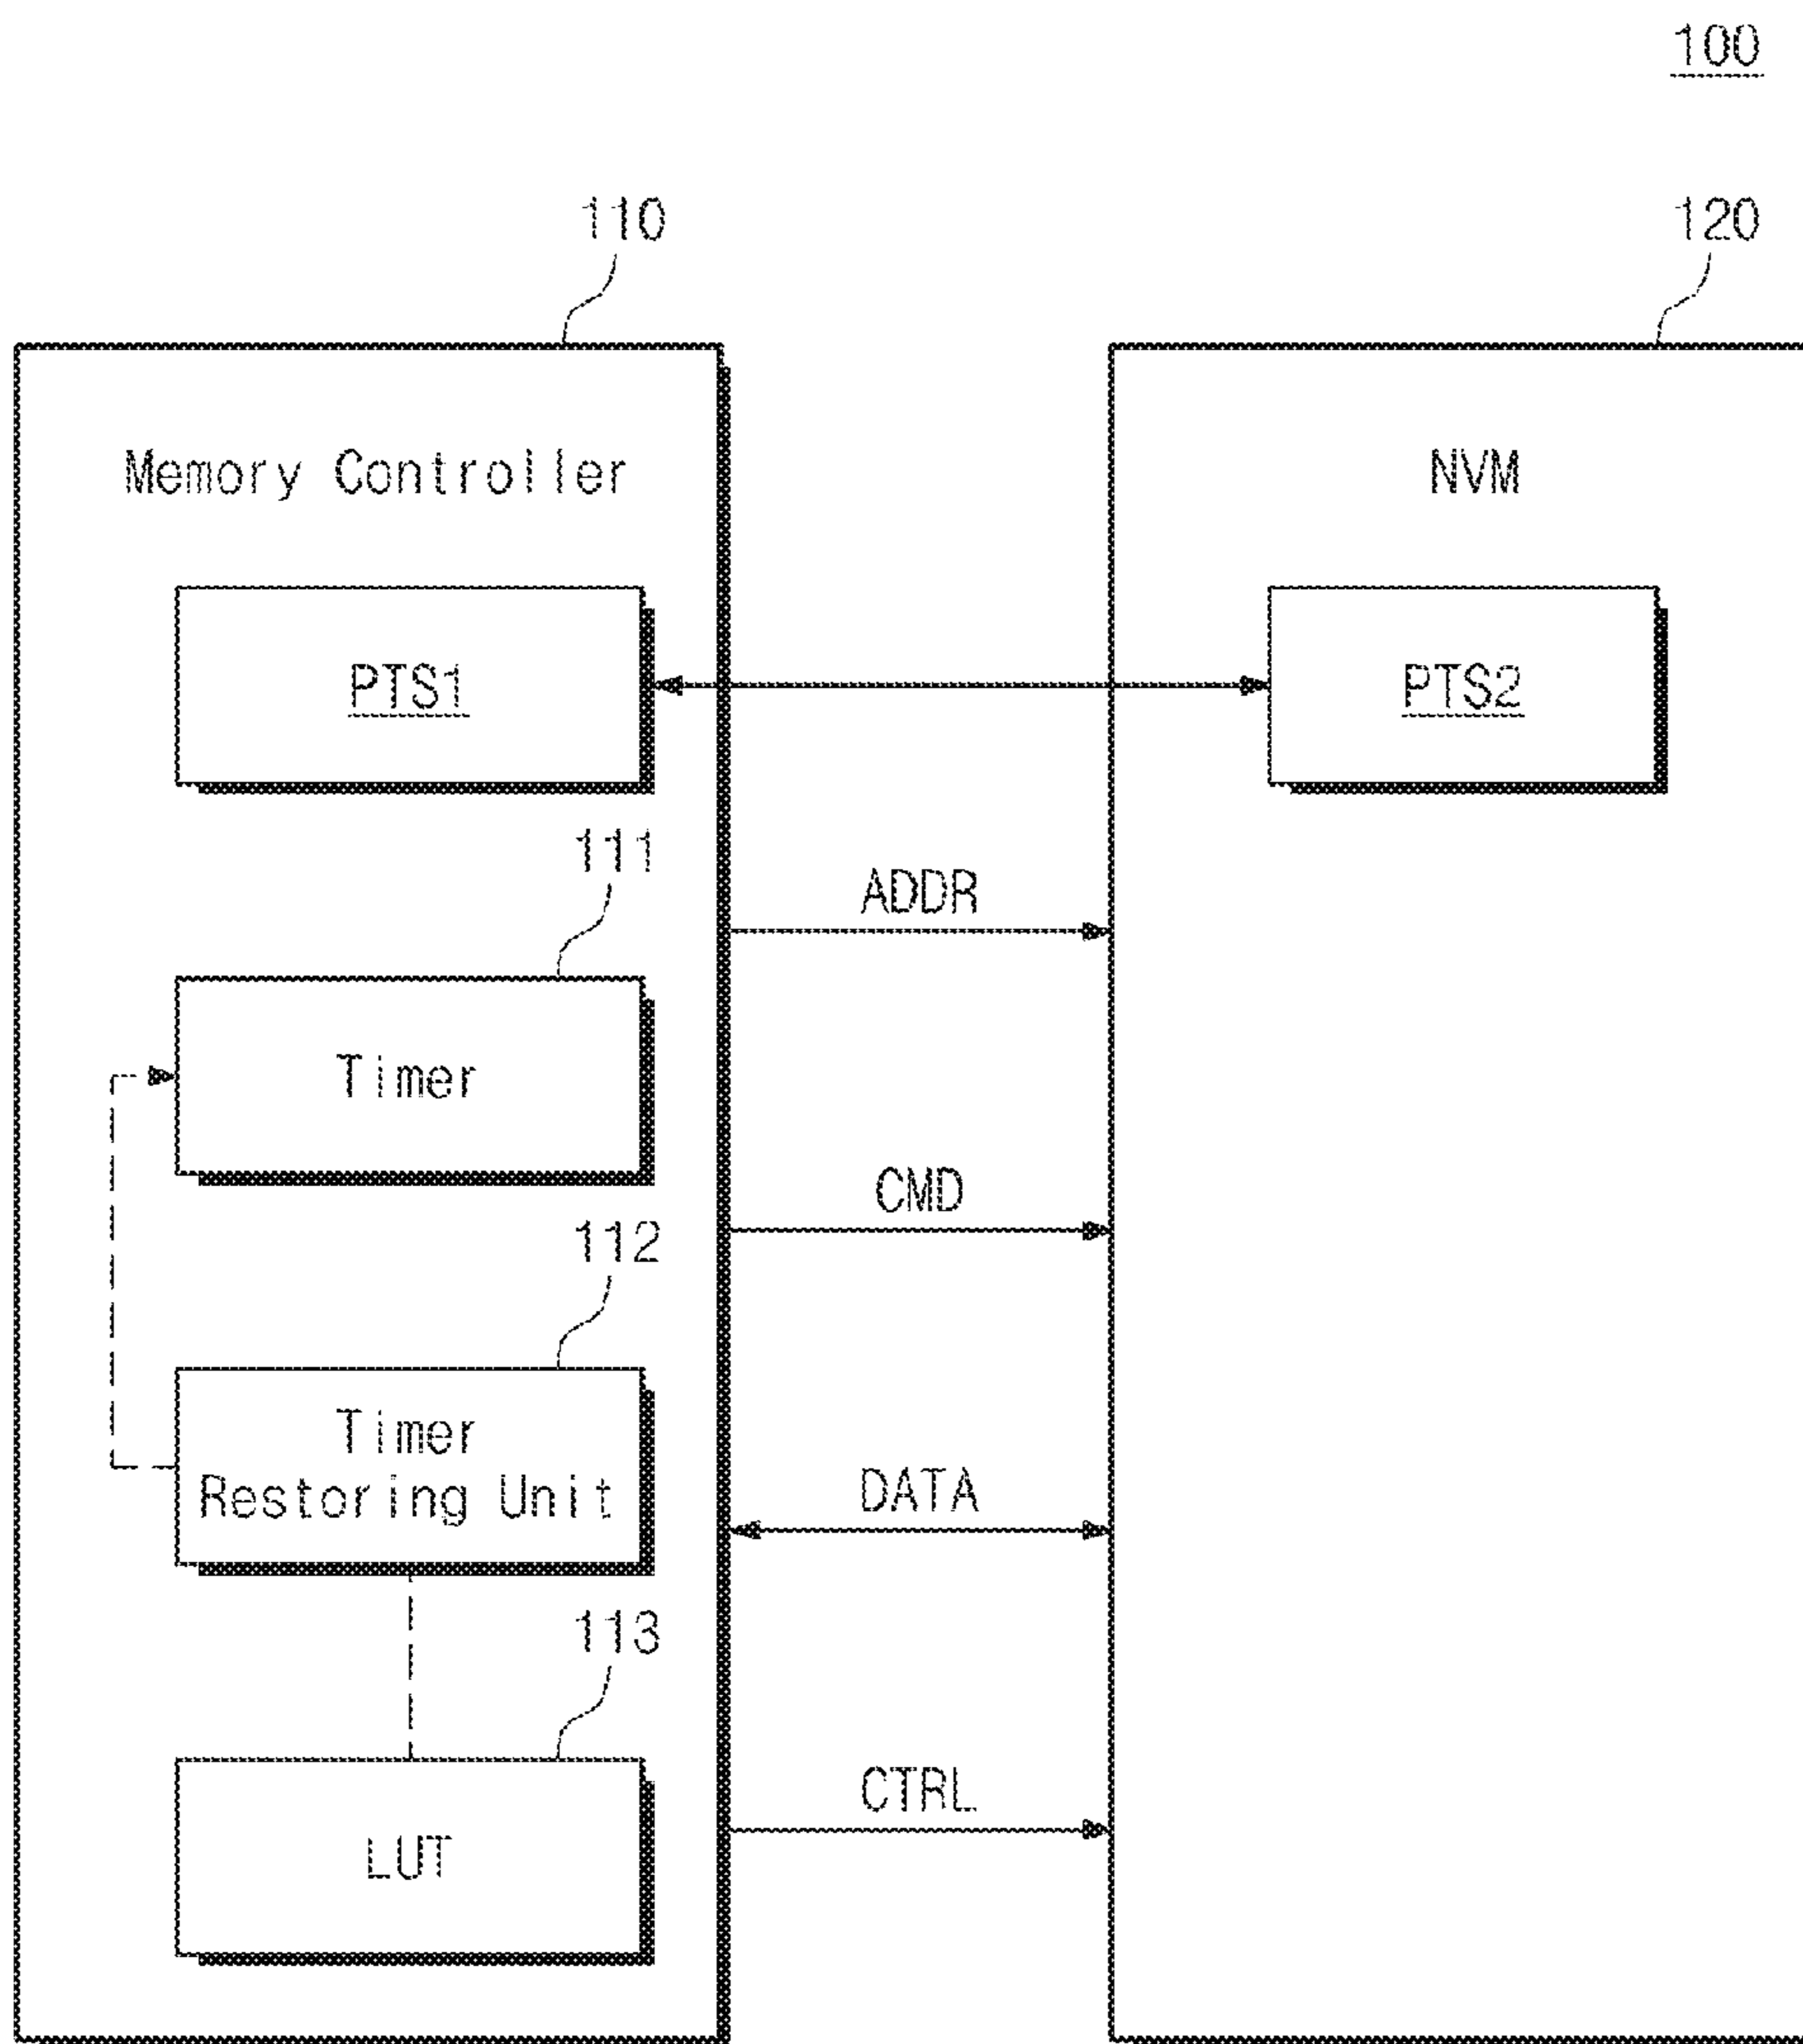 100
110
120
Memory Controller
NVM
PTS1
PTS2
111
ADDR
Timer
CMD
112
Timer
Restoring Unit
DATA
113
CTRL
LUT